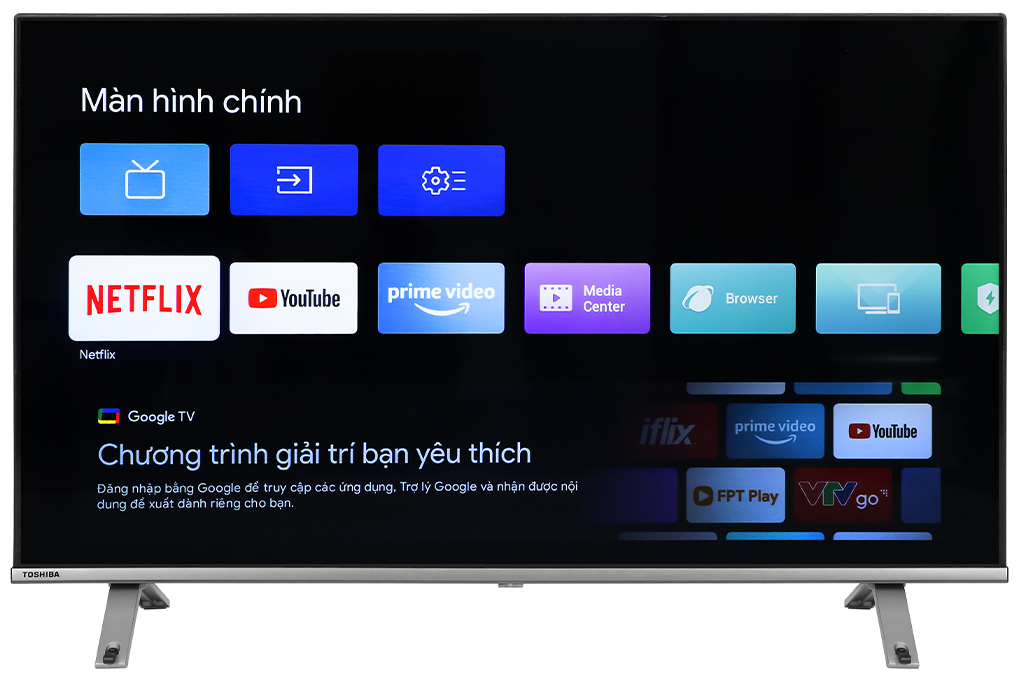 Màn hình chính
NETFLIX
YouTube
prime video
Media
Center
Browser
Netflix
Google TV
Chương trình giải trí bạn yêu thích
Đăng nhập bằng Google để truy cập các ứng dụng, Trợ lý Google và nhận được nội
dung đề xuất dành riêng cho bạn.
iflix
prime video
YouTube
FPT Play
VTV go
TOSHIBA